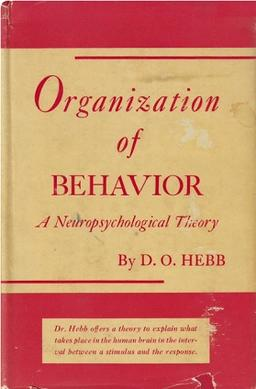 Organization
of
BEHAVIOR
A Neuropsychological Theory
By D. O. HEBB
Dr. Hebb offers a theory to explain what
takes place in the human brain in the inter-
val between a stimulus and the response.